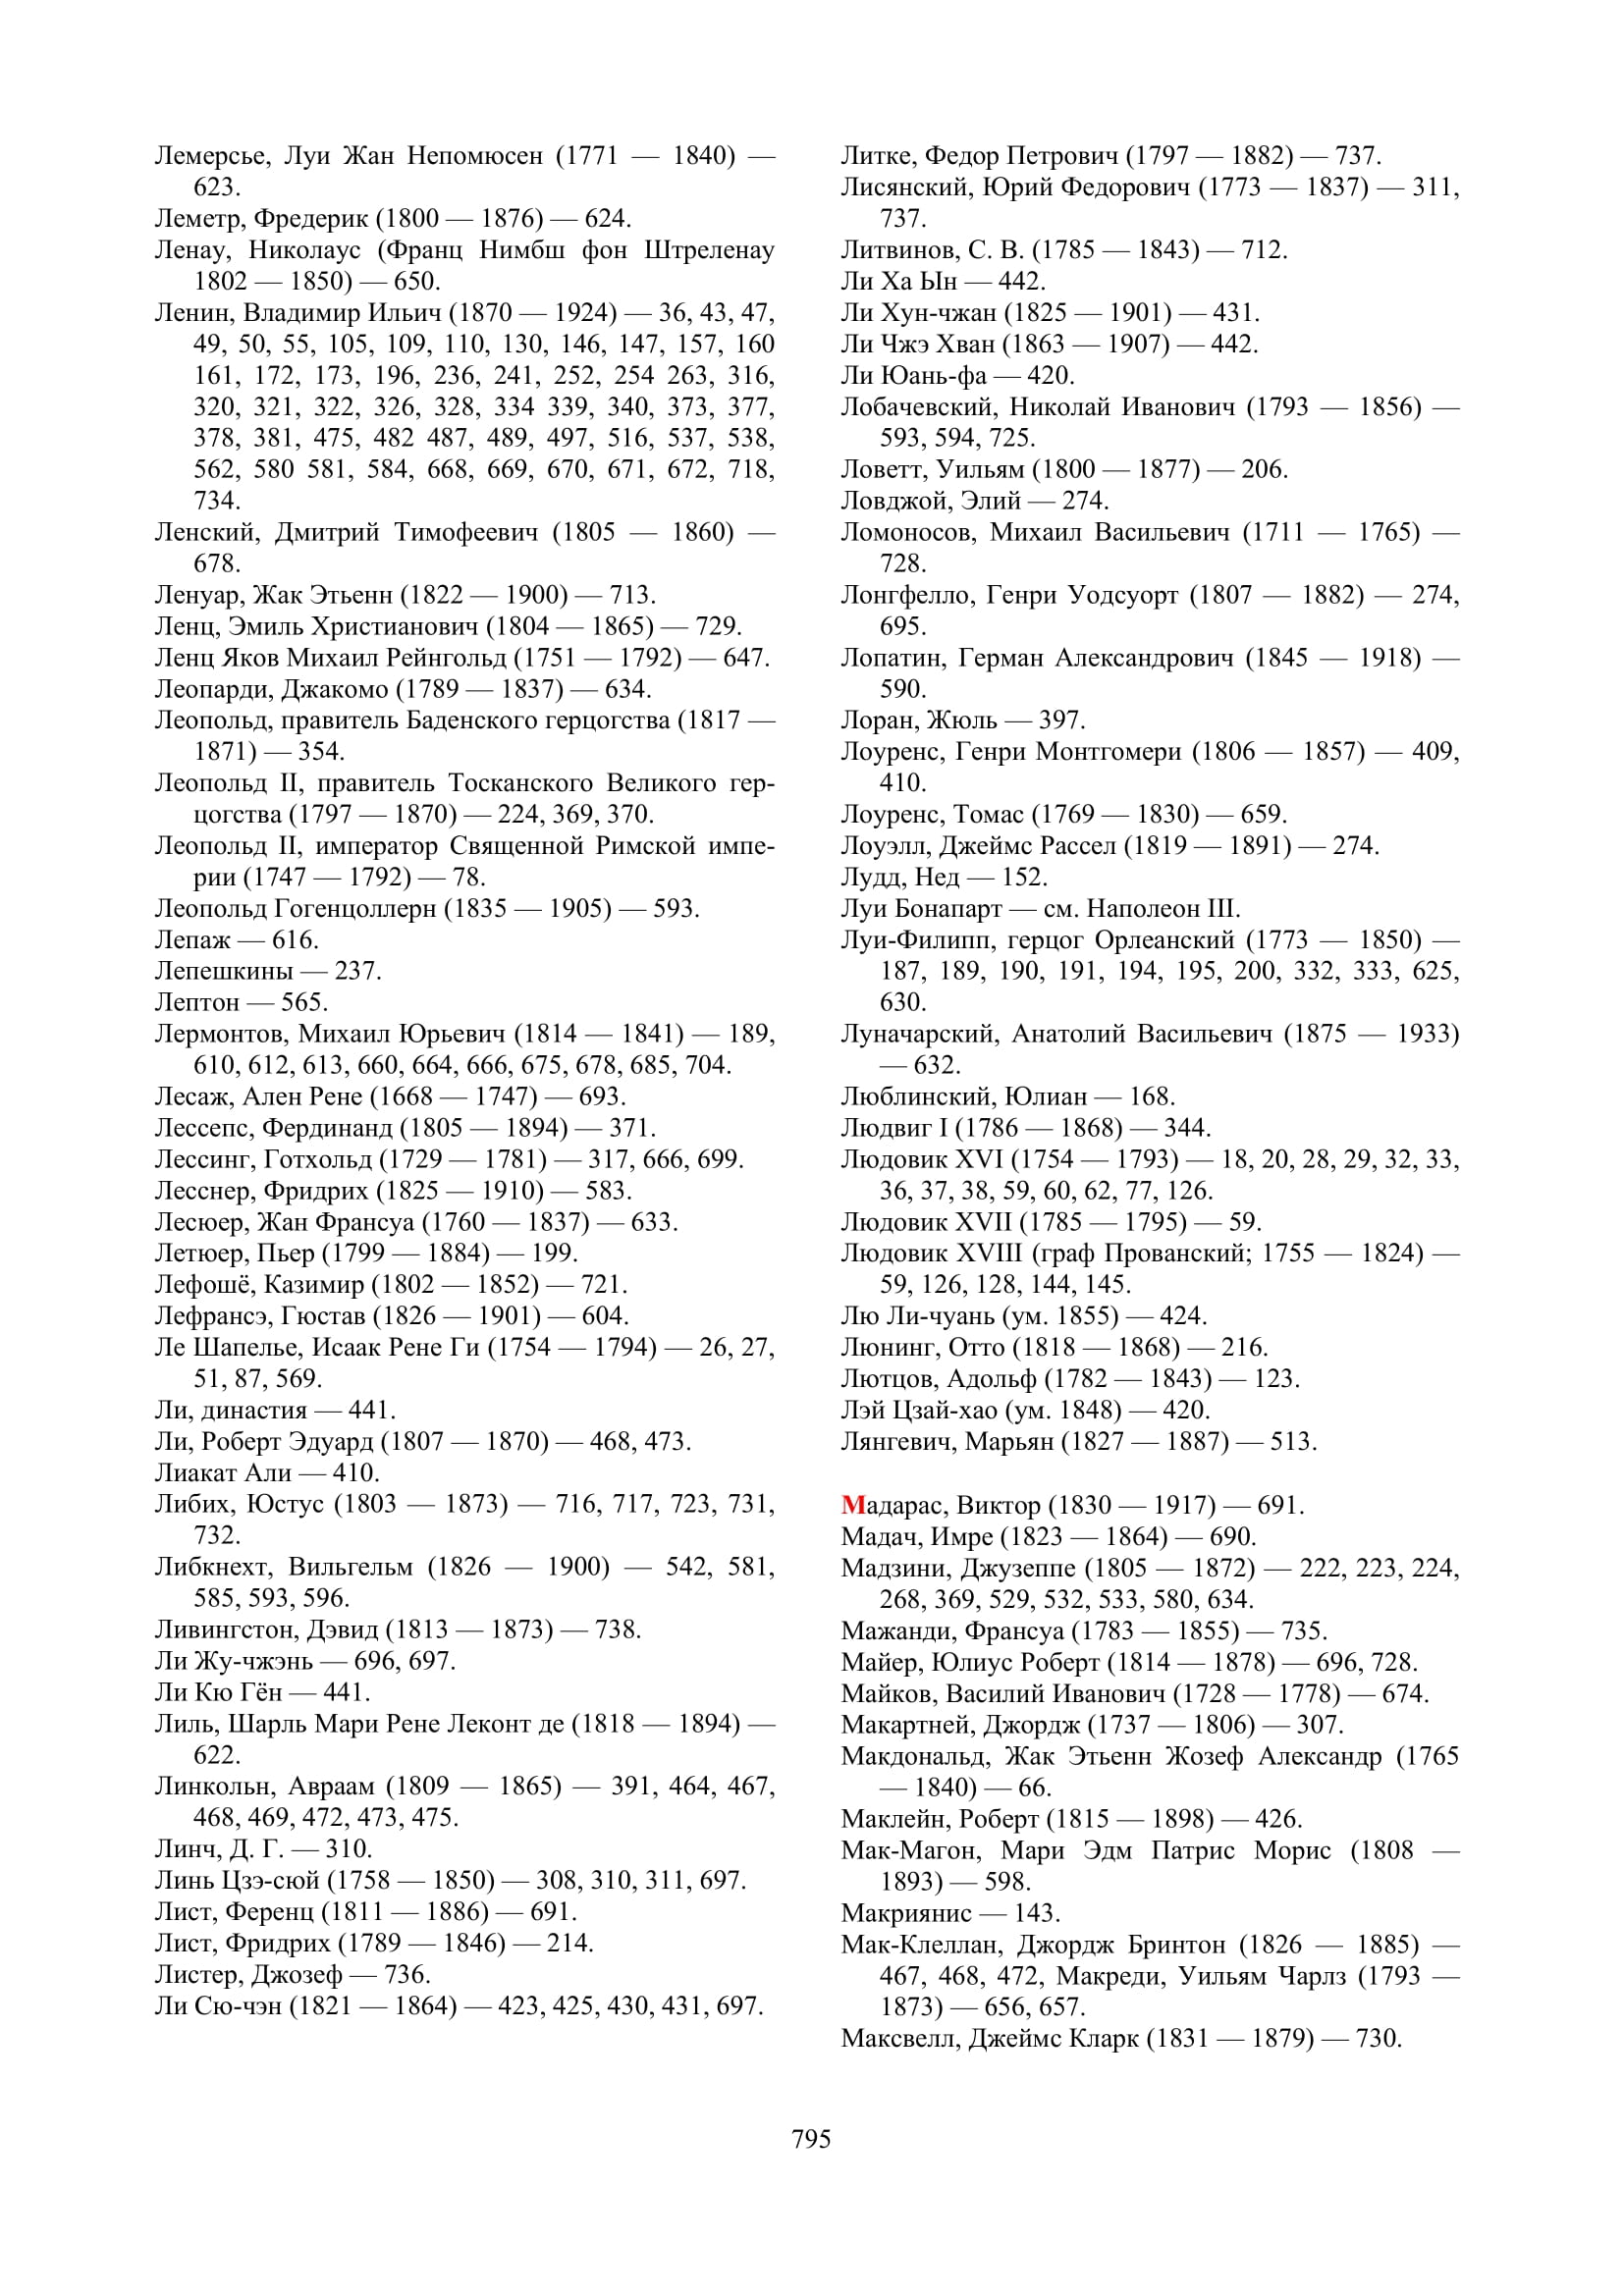 Лемерсье, Луи Жан Непомюсен (1771 — 1840) —
623.
Леметр, Фредерик (1800 — 1876) — 624.
Ленау, Николаус (Франц Нимбш фон Штреленау
1802 — 1850) — 650.
Ленин, Владимир Ильич (1870 — 1924) — 36, 43, 47,
49, 50, 55, 105, 109, 110, 130, 146, 147, 157, 160
161, 172, 173, 196, 236, 241, 252, 254 263, 316,
320, 321, 322, 326, 328, 334 339, 340, 373, 377,
378, 381, 475, 482 487, 489, 497, 516, 537, 538,
562, 580 581, 584, 668, 669, 670, 671, 672, 718,
734.
Ленский, Дмитрий Тимофеевич (1805 — 1860) —
678.
Ленуар, Жак Этьенн (1822 — 1900) — 713.
Ленц, Эмиль Христианович (1804 — 1865) — 729.
Ленц Яков Михаил Рейнгольд (1751 — 1792) — 647.
Леопарди, Джакомо (1789 — 1837) — 634.
Леопольд, правитель Баденского герцогства (1817 —
1871) — 354.
Леопольд II, правитель Тосканского Великого гер-
цогства (1797 — 1870) — 224, 369, 370.
Леопольд II, император Священной Римской импе-
рии (1747 — 1792) — 78.
Леопольд Гогенцоллерн (1835 — 1905) — 593.
Лепаж — 616.
Лепешкины — 237.
Лептон — 565.
Лермонтов, Михаил Юрьевич (1814 — 1841) — 189,
610, 612, 613, 660, 664, 666, 675, 678, 685, 704.
Лесаж, Ален Рене (1668 — 1747) — 693.
Лессепс, Фердинанд (1805 — 1894) — 371.
Лессинг, Готхольд (1729 — 1781) — 317, 666, 699.
Лесснер, Фридрих (1825 — 1910) — 583.
Лесюер, Жан Франсуа (1760 — 1837) — 633.
Летюер, Пьер (1799 — 1884) — 199.
Лефошё, Казимир (1802 — 1852) — 721.
Лефрансэ, Гюстав (1826 — 1901) — 604.
Ле Шапелье, Исаак Рене Ги (1754 — 1794) — 26, 27,
51, 87, 569.
Ли, династия — 441.
Ли, Роберт Эдуард (1807 — 1870) — 468, 473.
Лиакат Али — 410.
Либих, Юстус (1803 — 1873) — 716, 717, 723, 731,
732.
Либкнехт, Вильгельм (1826 — 1900) — 542, 581,
585, 593, 596.
Ливингстон, Дэвид (1813 — 1873) — 738.
Ли Жу-чжэнь — 696, 697.
Ли Кю Гён — 441.
Лиль, Шарль Мари Рене Леконт де (1818 — 1894) —
622.
Линкольн, Авраам (1809 — 1865) — 391, 464, 467,
468, 469, 472, 473, 475.
Линч, Д. Г. — 310.
Линь Цзэ-сюй (1758 — 1850) — 308, 310, 311, 697.
Лист, Ференц (1811 — 1886) — 691.
Лист, Фридрих (1789 — 1846) — 214.
Листер, Джозеф — 736.
Ли Сю-чэн (1821 — 1864) — 423, 425, 430, 431, 697.
Литке, Федор Петрович (1797 — 1882) — 737.
Лисянский, Юрий Федорович (1773 — 1837) — 311,
737.
Литвинов, С. В. (1785 — 1843) — 712.
Ли Ха Ын — 442.
Ли Хун-чжан (1825 — 1901) — 431.
Ли Чжэ Хван (1863 — 1907) — 442.
Ли Юань-фа — 420.
Лобачевский, Николай Иванович (1793 — 1856) —
593, 594, 725.
Ловетт, Уильям (1800 — 1877) — 206.
Ловджой, Элий — 274.
Ломоносов, Михаил Васильевич (1711 — 1765) —
728.
Лонгфелло, Генри Уодсуорт (1807 — 1882) — 274,
695.
Лопатин, Герман Александрович (1845 — 1918) —
590.
Лоран, Жюль — 397.
Лоуренс, Генри Монтгомери (1806 — 1857) — 409,
410.
Лоуренс, Томас (1769 — 1830) — 659.
Лоуэлл, Джеймс Рассел (1819 — 1891) — 274.
Лудд, Нед — 152.
Луи Бонапарт — см. Наполеон III.
Луи-Филипп, герцог Орлеанский (1773 — 1850) —
187, 189, 190, 191, 194, 195, 200, 332, 333, 625,
630.
Луначарский, Анатолий Васильевич (1875 — 1933)
— 632.
Люблинский, Юлиан — 168.
Людвиг I (1786 — 1868) — 344.
Людовик XVI (1754 — 1793) — 18, 20, 28, 29, 32, 33,
36, 37, 38, 59, 60, 62, 77, 126.
Людовик XVII (1785 — 1795) — 59.
Людовик XVIII (граф Прованский; 1755 — 1824) —
59, 126, 128, 144, 145.
Лю Ли-чуань (ум. 1855) — 424.
Люнинг, Отто (1818 — 1868) — 216.
Лютцов, Адольф (1782 — 1843) — 123.
Лэй Цзай-хао (ум. 1848) — 420.
Лянгевич, Марьян (1827 — 1887) — 513.
Мадарас, Виктор (1830 — 1917) — 691.
Мадач, Имре (1823 — 1864) — 690.
Мадзини, Джузеппе (1805 — 1872) — 222, 223, 224,
268, 369, 529, 532, 533, 580, 634.
Мажанди, Франсуа (1783 — 1855) — 735.
Майер, Юлиус Роберт (1814 — 1878) — 696, 728.
Майков, Василий Иванович (1728 — 1778) — 674.
Макартней, Джордж (1737 — 1806) — 307.
Макдональд, Жак Этьенн Жозеф Александр (1765
— 1840) — 66.
Маклейн, Роберт (1815 — 1898) — 426.
Мак-Магон, Мари Эдм Патрис Морис (1808 —
1893) — 598.
Макриянис — 143.
Мак-Клеллан, Джордж Бринтон (1826 — 1885) —
467, 468, 472, Макреди, Уильям Чарлз (1793 —
1873) — 656, 657.
Максвелл, Джеймс Кларк (1831 — 1879) — 730.
795